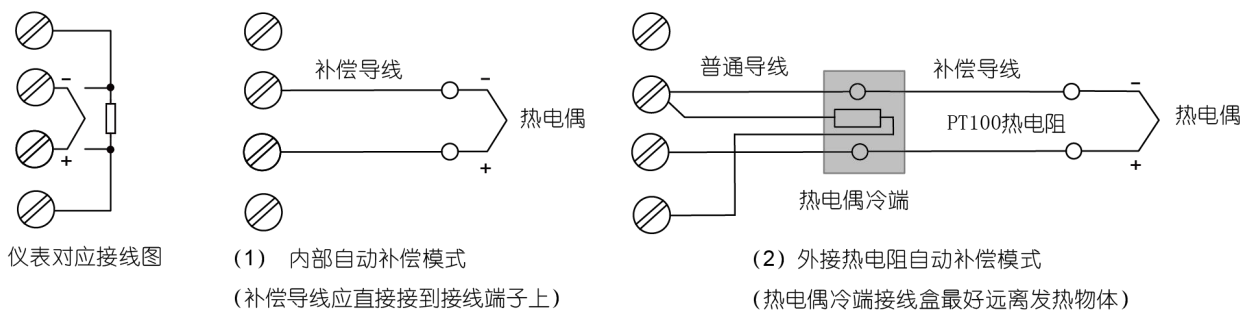 补偿导线
普通导线
补偿导线
-
-
-
热电偶
热电偶
PT100热电阻
+
+
+
热电偶冷端
仪表对应接线图
(1) 内部自动补偿模式
(补偿导线应直接接到接线端子上)
(2) 外接热电阻自动补偿模式
(热电偶冷端接线盒最好远离发热物体)